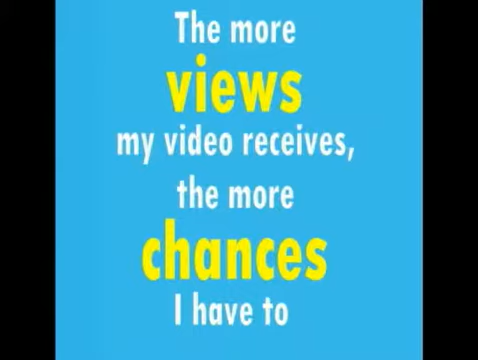 The more
views
my video receives,
the more
chances
I have to